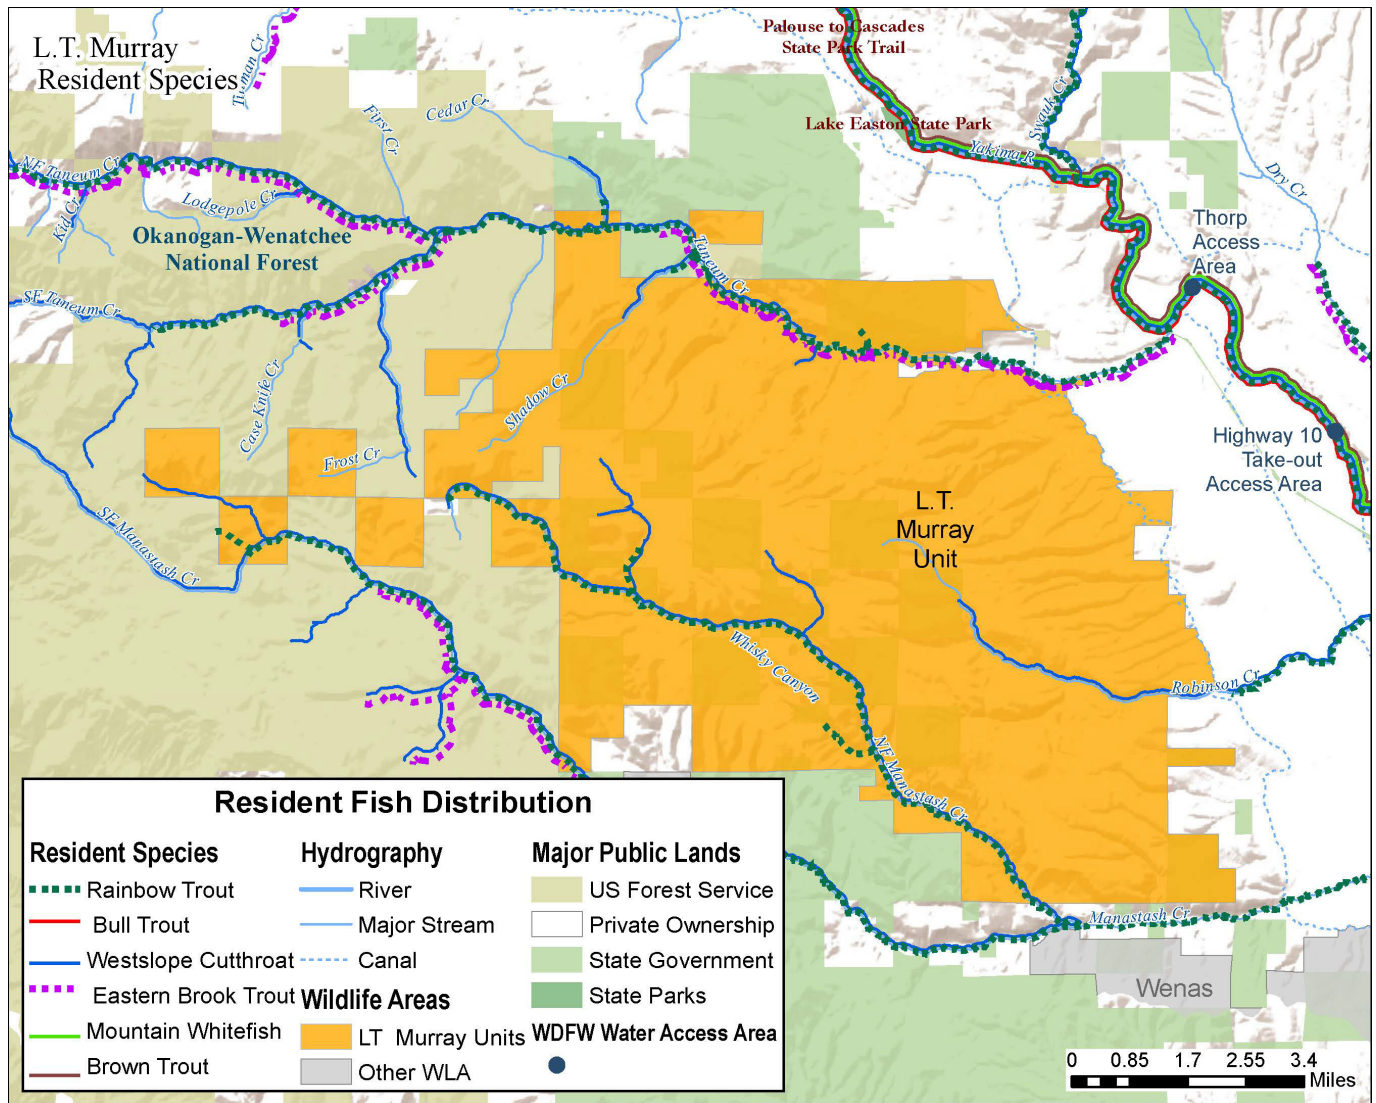 L.T. Murray
Resident Species
Palouse to Cascades
State Park Trail
Lake Easton State Park
Yakima R
Swauk Cr
Dry Cr
First Cr
Cedar Cr
NF Taneum Cr
Kid Cr
Lodgepole Cr
Okanogan-Wenatchee
National Forest
SF Taneum Cr
Taneum Cr
Thorp
Access
Area
Case Knife Cr
Frost Cr
Shadow Cr
Highway 10
Take-out
Access Area
SF Manastash Cr
L.T.
Murray
Unit
Whisky Canyon
Robinson Cr
NF Manastash Cr
Manastash Cr
Wenas
Resident Fish Distribution
Resident Species
Rainbow Trout
Bull Trout
Westslope Cutthroat
Eastern Brook Trout
Mountain Whitefish
Brown Trout
Hydrography
River
Major Stream
Canal
Wildlife Areas
LT Murray Units
Other WLA
Major Public Lands
US Forest Service
Private Ownership
State Government
State Parks
WDFW Water Access Area
0 0.85 1.7 2.55 3.4
Miles